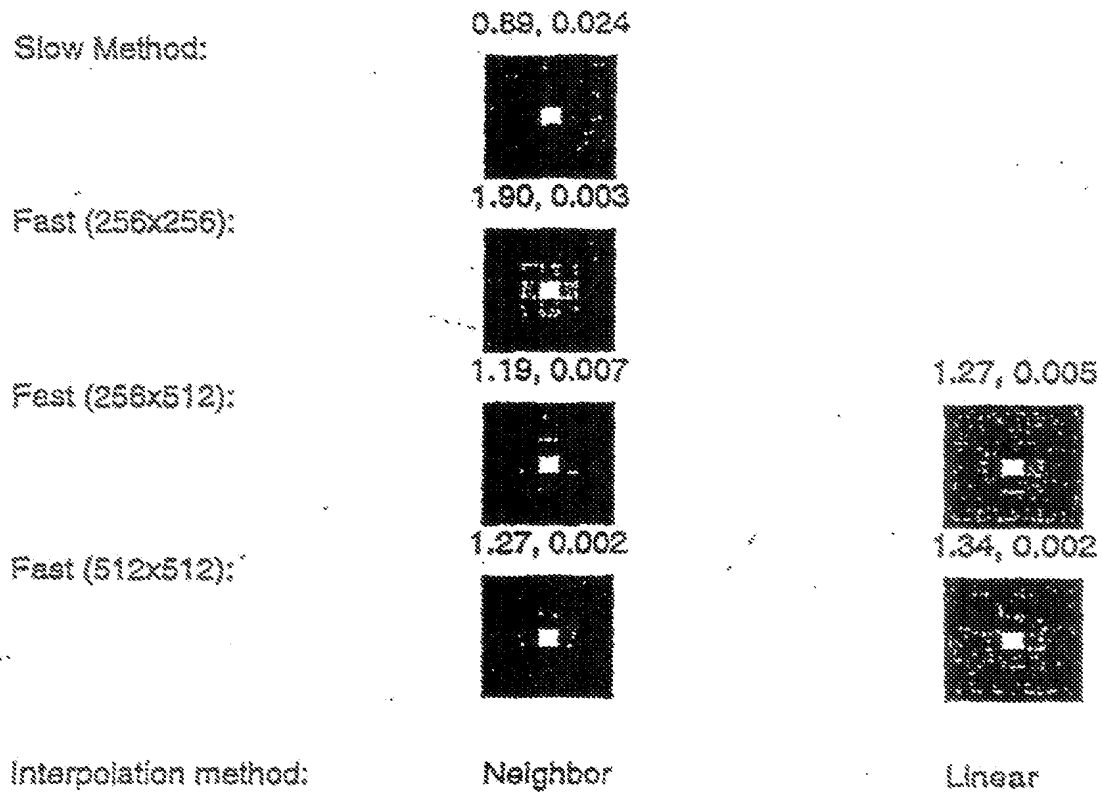 0.89, 0.024
Slow Method:
1.90, 0.003
Fast (256x256):
1.19, 0.007
1.27, 0.005
Fast (256x512):
1.27, 0.002
1.34, 0.002
Fast (512x512):
Interpolation method:
Neighbor
Linear